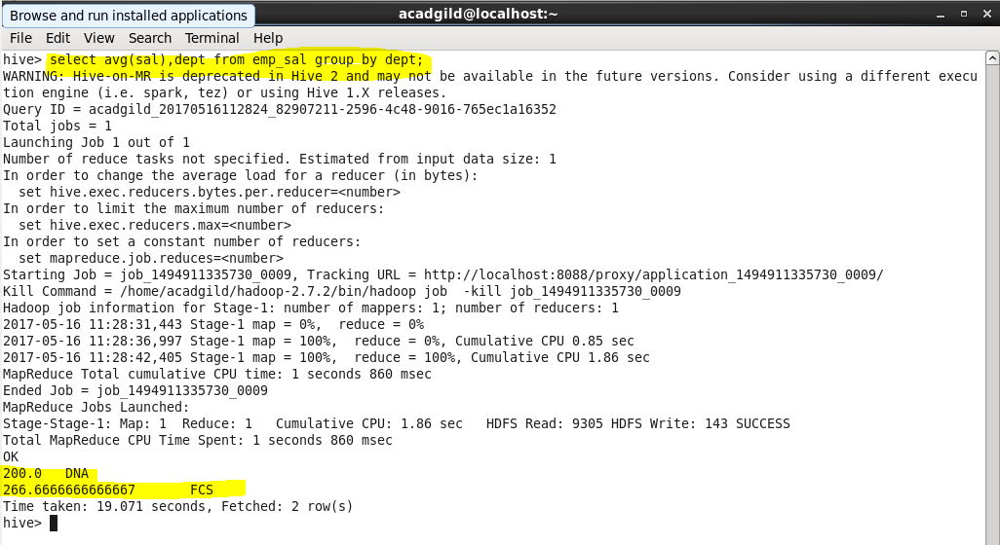 Browse and run installed applications
acadgild@localhost:~
File Edit View Search Terminal Help
hive> select avg(sal),dept from emp_sal group by dept;
WARNING: Hive-on-MR is deprecated in Hive 2 and may not be available in the future versions. Consider using a different execu
tion engine (i.e. spark, tez) or using Hive 1.X releases.
Query ID = acadgild_20170516112824_82907211-2596-4c48-9016-765ec1a16352
Total jobs = 1
Launching Job 1 out of 1
Number of reduce tasks not specified. Estimated from input data size: 1
In order to change the average load for a reducer (in bytes):
  set hive.exec.reducers.bytes.per.reducer=<number>
In order to limit the maximum number of reducers:
  set hive.exec.reducers.max=<number>
In order to set a constant number of reducers:
  set mapreduce.job.reduces=<number>
Starting Job = job_1494911335730_0009, Tracking URL = http://localhost:8088/proxy/application_1494911335730_0009/
Kill Command = /home/acadgild/hadoop-2.7.2/bin/hadoop job  -kill job_1494911335730_0009
Hadoop job information for Stage-1: number of mappers: 1; number of reducers: 1
2017-05-16 11:28:31,443 Stage-1 map = 0%,  reduce = 0%
2017-05-16 11:28:36,997 Stage-1 map = 100%,  reduce = 0%, Cumulative CPU 0.85 sec
2017-05-16 11:28:42,405 Stage-1 map = 100%,  reduce = 100%, Cumulative CPU 1.86 sec
MapReduce Total cumulative CPU time: 1 seconds 860 msec
Ended Job = job_1494911335730_0009
MapReduce Jobs Launched:
Stage-Stage-1: Map: 1  Reduce: 1   Cumulative CPU: 1.86 sec   HDFS Read: 9305 HDFS Write: 143 SUCCESS
Total MapReduce CPU Time Spent: 1 seconds 860 msec
OK
200.0   DNA
266.6666666666667       FCS
Time taken: 19.071 seconds, Fetched: 2 row(s)
hive>